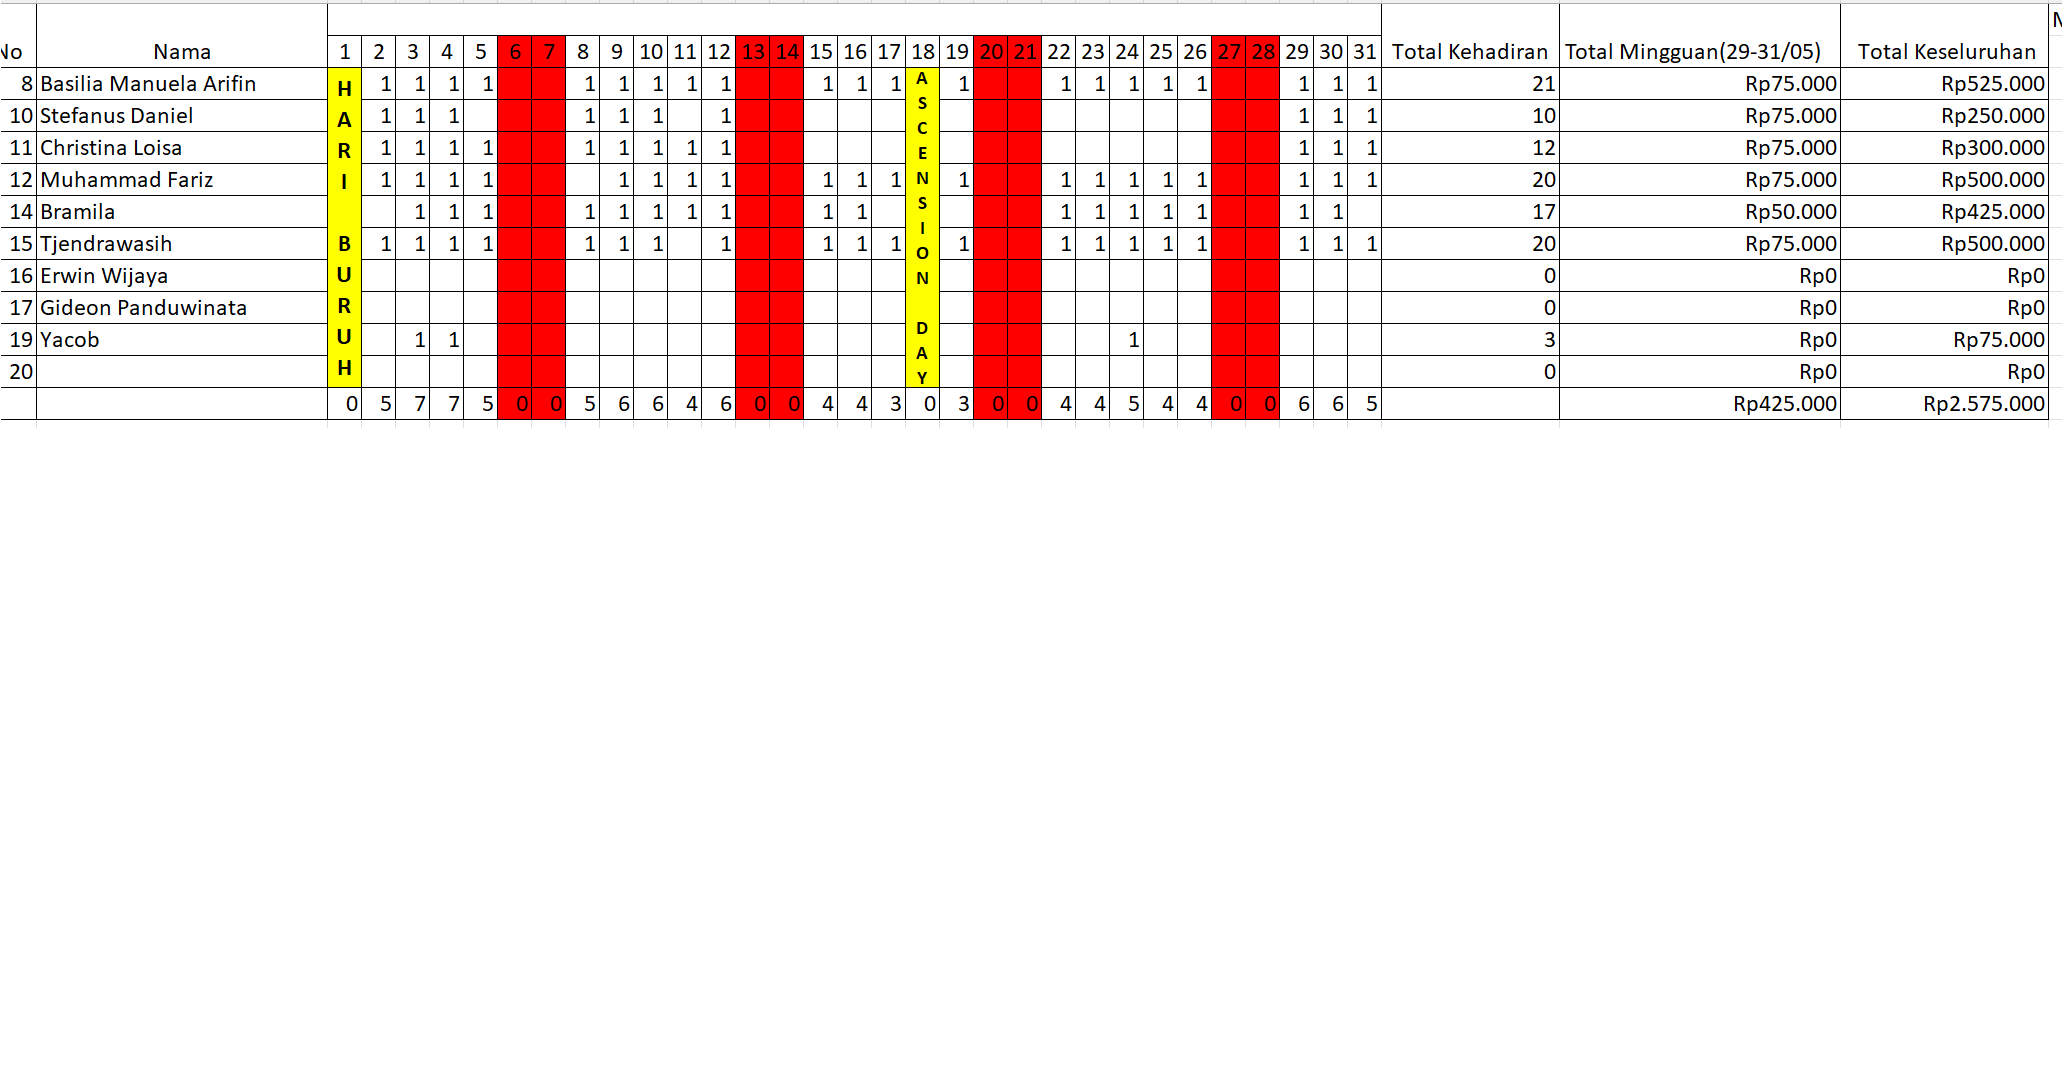 No Nama 1 2 3 4 5 6 7 8 9 10 11 12 13 14 15 16 17 18 19 20 21 22 23 24 25 26 27 28 29 30 31 Total Kehadiran Total Mingguan(29-31/05) Total Keseluruhan
8 Basilia Manuela Arifin 1 1 1 1 1 1 1 1 1 1 1 1 1 1 1 1 1 1 1 1 1 21 Rp75.000 Rp525.000
10 Stefanus Daniel 1 1 1 1 1 1 1 1 1 1 10 Rp75.000 Rp250.000
11 Christina Loisa 1 1 1 1 1 1 1 1 1 1 1 1 12 Rp75.000 Rp300.000
12 Muhammad Fariz 1 1 1 1 1 1 1 1 1 1 1 1 1 1 1 1 1 1 1 1 20 Rp75.000 Rp500.000
14 Bramila 1 1 1 1 1 1 1 1 1 1 1 1 1 1 1 1 1 17 Rp50.000 Rp425.000
15 Tjendrawasih 1 1 1 1 1 1 1 1 1 1 1 1 1 1 1 1 1 1 1 1 20 Rp75.000 Rp500.000
16 Erwin Wijaya 0 Rp0 Rp0
17 Gideon Panduwinata 0 Rp0 Rp0
19 Yacob 1 1 1 3 Rp0 Rp75.000
20 0 Rp0 Rp0
0 5 7 7 5 0 0 5 6 6 4 6 0 0 4 4 3 0 3 0 0 4 4 5 4 4 0 0 6 6 5 Rp425.000 Rp2.575.000
HARI BURUH
ASCENSION DAY